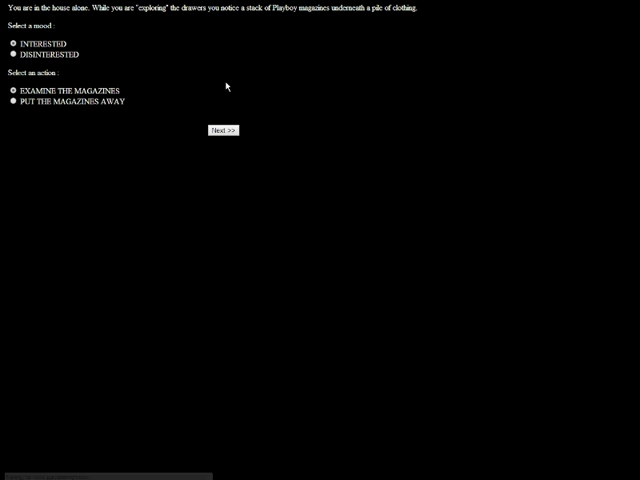 You are in the house alone. While you are "exploring" the drawers you notice a stack of Playboy magazines underneath a pile of clothing.
Select a mood :
INTERESTED
DISINTERESTED
Select an action :
EXAMINE THE MAGAZINES
PUT THE MAGAZINES AWAY
Next >>